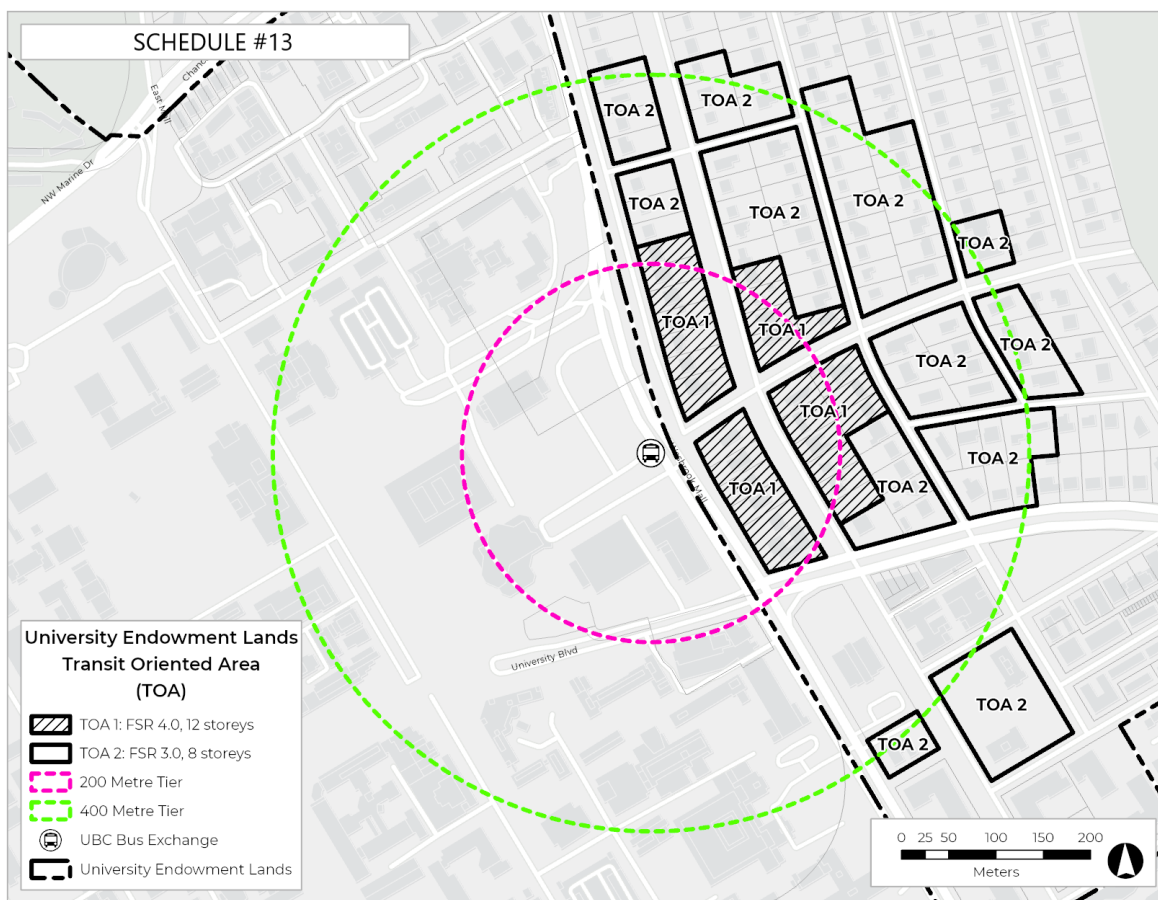 SCHEDULE #13
East Mall
NW Marine Dr
TOA 2
TOA 2
TOA 2
TOA 2
TOA 2
TOA 2
TOA 1
TOA 1
TOA 2
TOA 2
TOA 1
TOA 1
TOA 2
TOA 2
Mall
University Blvd
TOA 2
TOA 2
University Endowment Lands
Transit Oriented Area
(TOA)
TOA 1: FSR 4.0, 12 storeys
TOA 2: FSR 3.0, 8 storeys
200 Metre Tier
400 Metre Tier
UBC Bus Exchange
University Endowment Lands
0 25 50 100 150 200
Meters